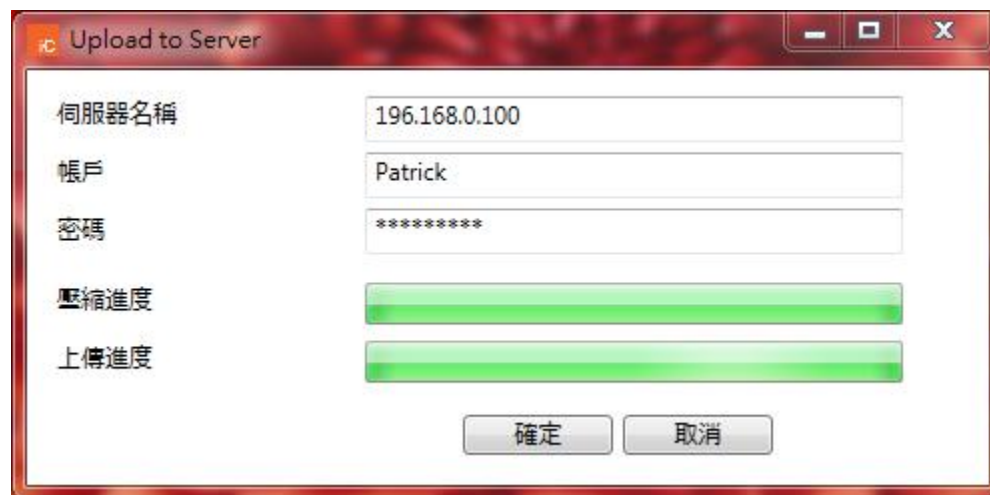 iC Upload to Server
伺服器名稱 196.168.0.100
帳戶 Patrick
密碼 *********
壓縮進度
上傳進度
確定 取消